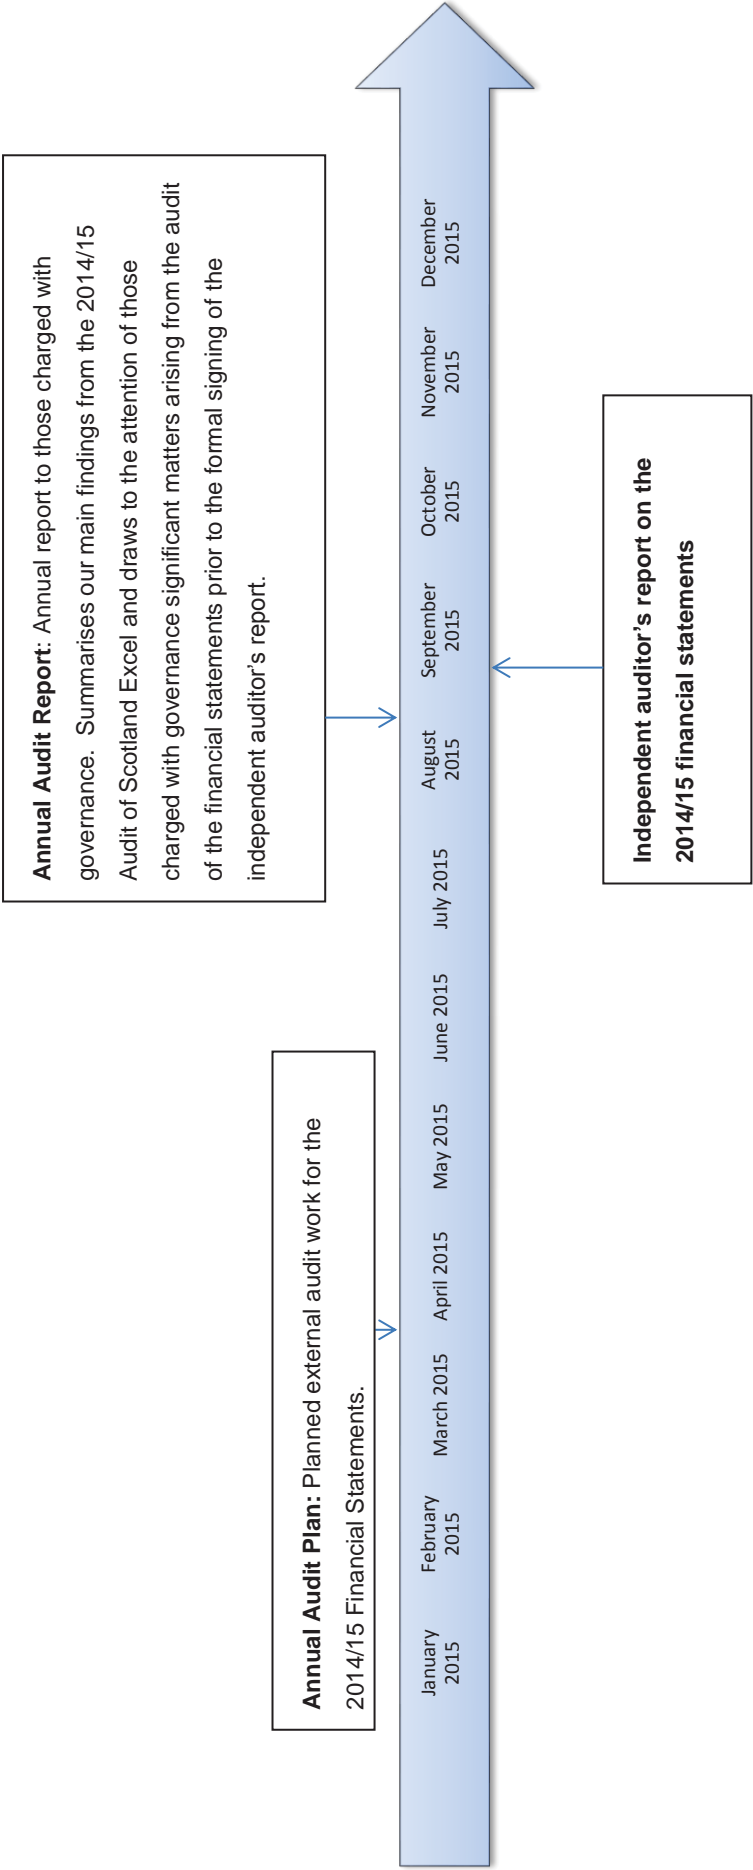 Annual Audit Report: Annual report to those charged with
governance.  Summarises our main findings from the 2014/15
Audit of Scotland Excel and draws to the attention of those
charged with governance significant matters arising from the audit
of the financial statements prior to the formal signing of the
independent auditor’s report.
Annual Audit Plan: Planned external audit work for the
2014/15 Financial Statements.
January
2015
February
2015
March 2015
April 2015
May 2015
June 2015
July 2015
August
2015
September
2015
October
2015
November
2015
December
2015
Independent auditor’s report on the
2014/15 financial statements